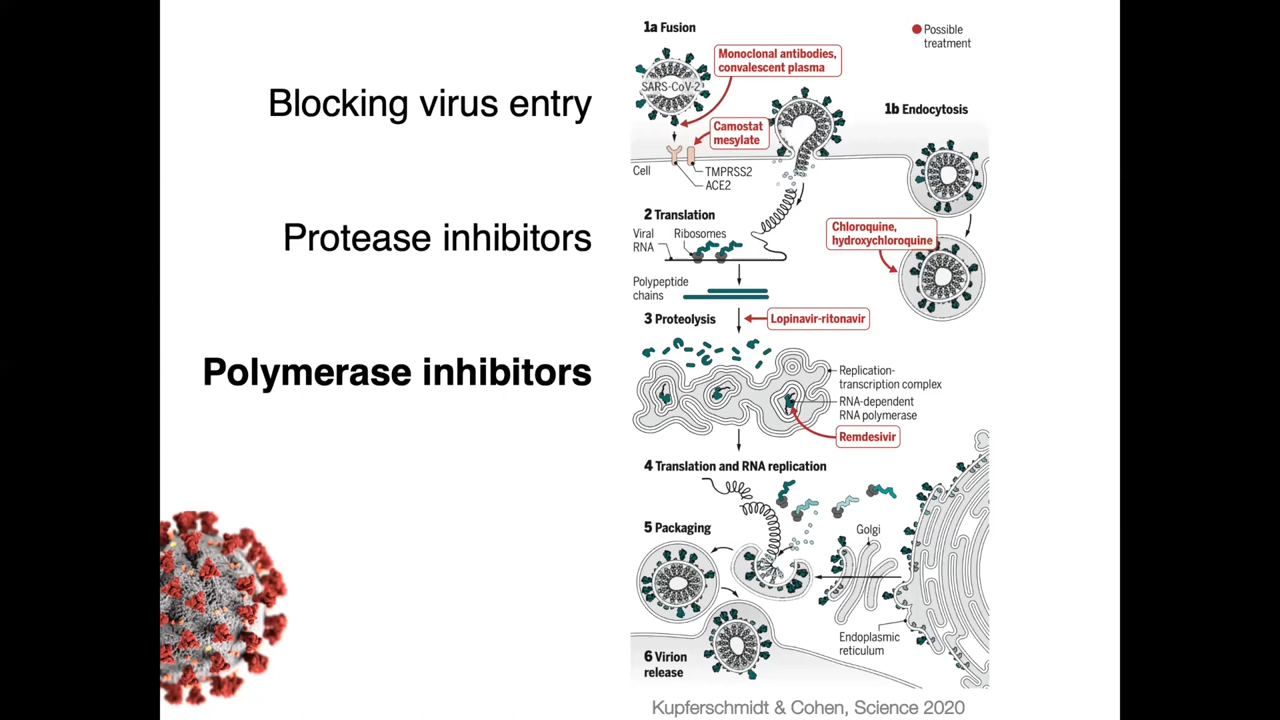 Blocking virus entry
Protease inhibitors
Polymerase inhibitors
1a Fusion
Possible
treatment
Monoclonal antibodies,
convalescent plasma
SARS-CoV-2
1b Endocytosis
Camostat
mesylate
Cell
TMPRSS2
ACE2
2 Translation
Viral
RNA
Ribosomes
Chloroquine,
hydroxychloroquine
Polypeptide
chains
3 Proteolysis
Lopinavir-ritonavir
Replication-
transcription complex
RNA-dependent
RNA polymerase
Remdesivir
4 Translation and RNA replication
5 Packaging
Golgi
Endoplasmic
reticulum
6 Virion
release
Kupferschmidt & Cohen, Science 2020